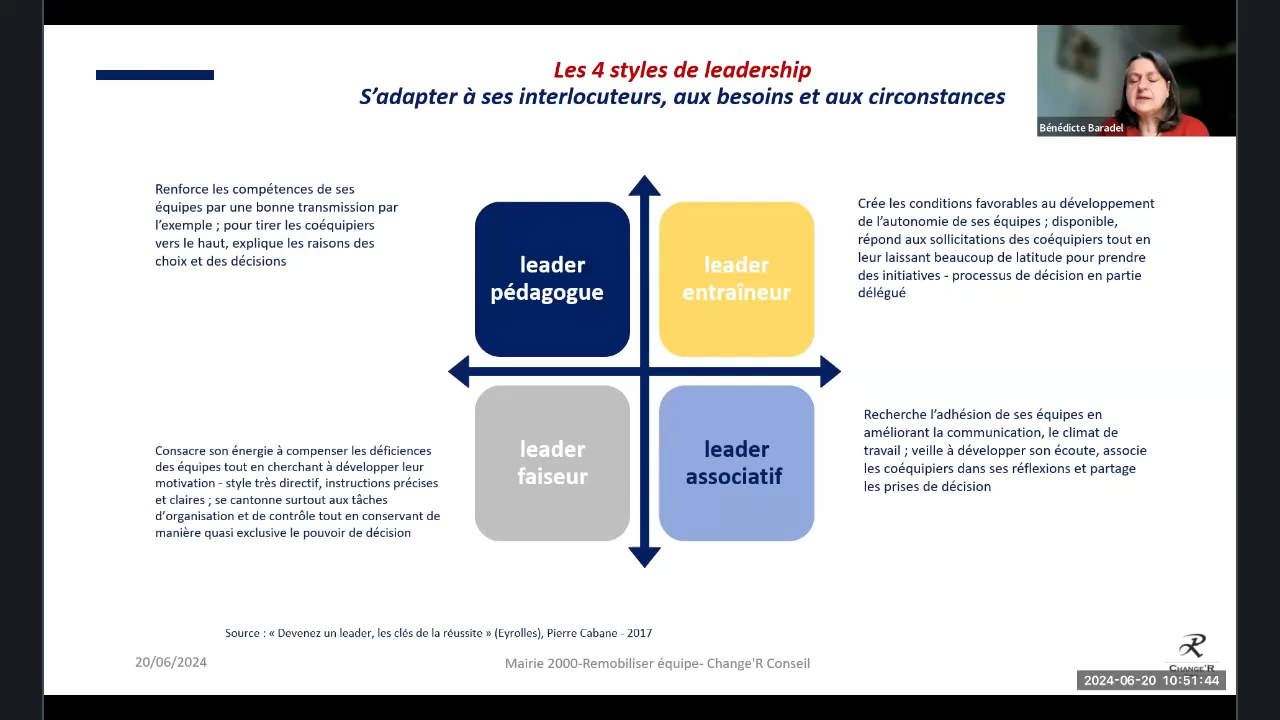 Les 4 styles de leadership
S'adapter à ses interlocuteurs, aux besoins et aux circonstances
Bénédicte Baradel
Renforce les compétences de ses
équipes par une bonne transmission par
l'exemple ; pour tirer les coéquipiers
vers le haut, explique les raisons des
choix et des décisions
leader
pédagogue
leader
entraîneur
Crée les conditions favorables au développement
de l'autonomie de ses équipes ; disponible,
répond aux sollicitations des coéquipiers tout en
leur laissant beaucoup de latitude pour prendre
des initiatives - processus de décision en partie
délégué
Consacre son énergie à compenser les déficiences
des équipes tout en cherchant à développer leur
motivation - style très directif, instructions précises
et claires ; se cantonne surtout aux tâches
d'organisation et de contrôle tout en conservant de
manière quasi exclusive le pouvoir de décision
leader
faiseur
leader
associatif
Recherche l'adhésion de ses équipes en
améliorant la communication, le climat de
travail ; veille à développer son écoute, associe
les coéquipiers dans ses réflexions et partage
les prises de décision
Source : « Devenez un leader, les clés de la réussite » (Eyrolles), Pierre Cabane - 2017
20/06/2024
Mairie 2000-Remobiliser équipe- Change'R Conseil
CHANGE'R
2024-06-20 10:51:44